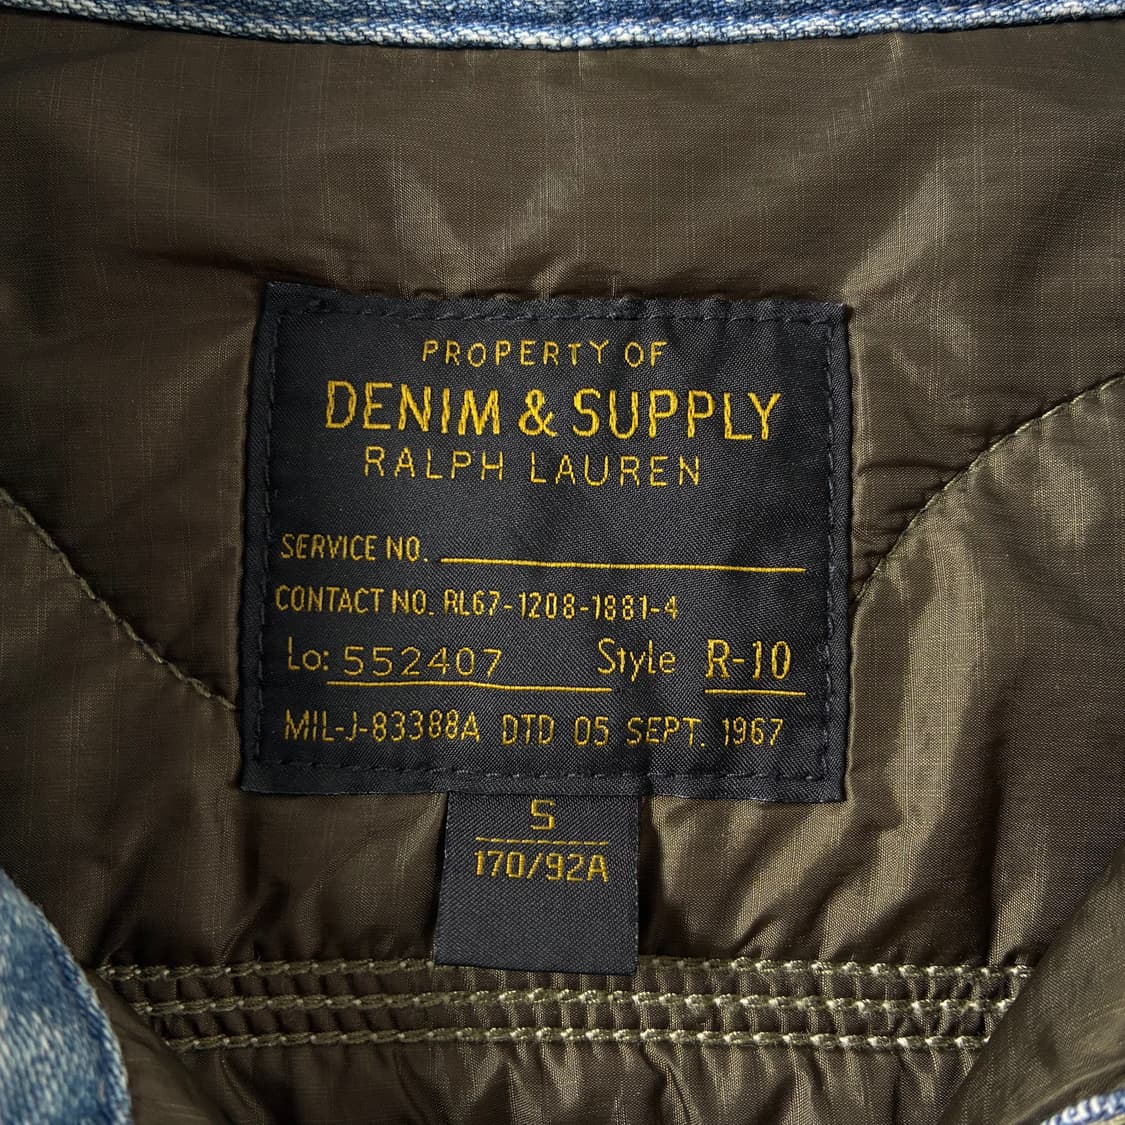 PROPERTY OF
DENIM & SUPPLY
RALPH LAUREN
SERVICE NO.
CONTACT NO. RL67-1208-1881-4
Lo: 552407 Style R-10
MIL-J-83388A DTD 05 SEPT. 1967
S
170/92A